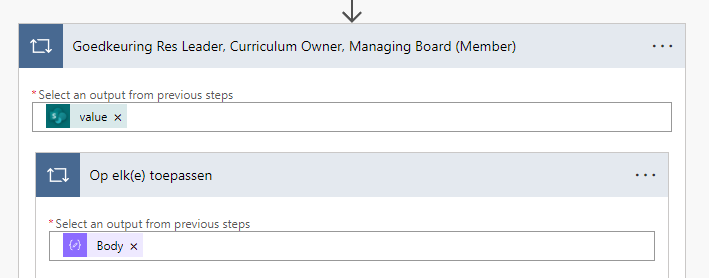 Goedkeuring Res Leader, Curriculum Owner, Managing Board (Member)
* Select an output from previous steps
value
Op elk(e) toepassen
* Select an output from previous steps
Body